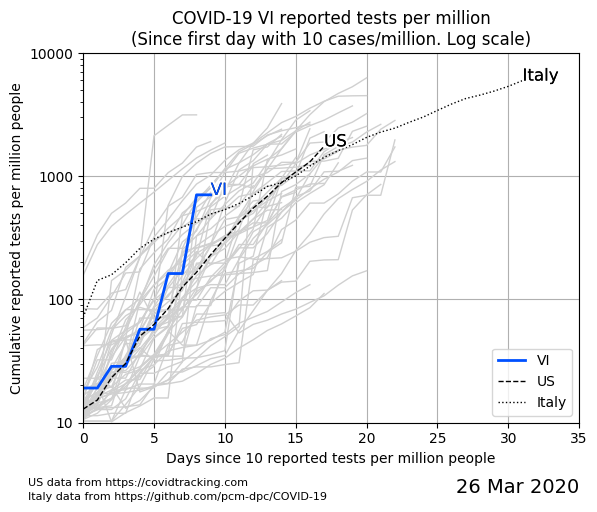 COVID-19 VI reported tests per million
(Since first day with 10 cases/million. Log scale)
Cumulative reported tests per million people
10000
1000
100
10
Italy
US
VI
VI
US
Italy
0 5 10 15 20 25 30 35
Days since 10 reported tests per million people
US data from https://covidtracking.com
Italy data from https://github.com/pcm-dpc/COVID-19
26 Mar 2020